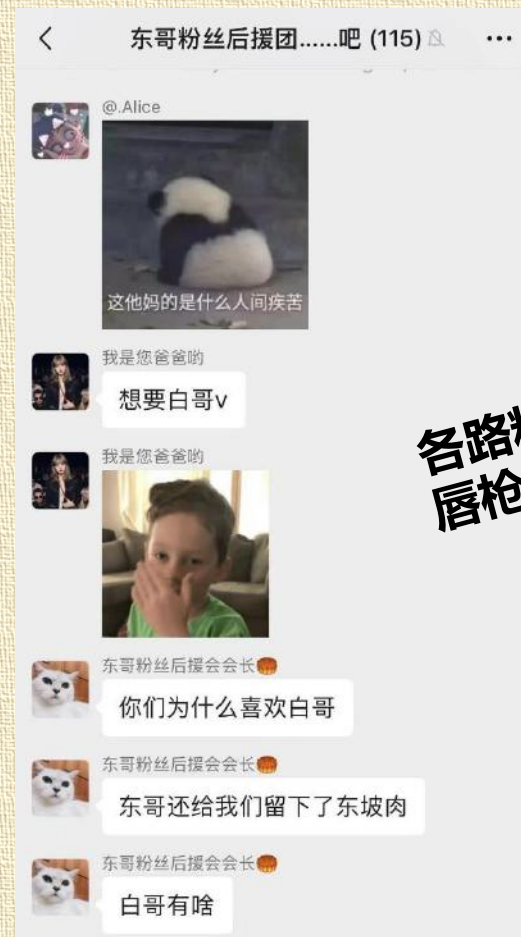 东哥粉丝后援团......吧 (115)
@.Alice
这他妈的是什么人间疾苦
我是您爸爸哟
想要白哥v
我是您爸爸哟
各路
唇枪
东哥粉丝后援会会长
你们为什么喜欢白哥
东哥粉丝后援会会长
东哥还给我们留下了东坡肉
东哥粉丝后援会会长
白哥有啥